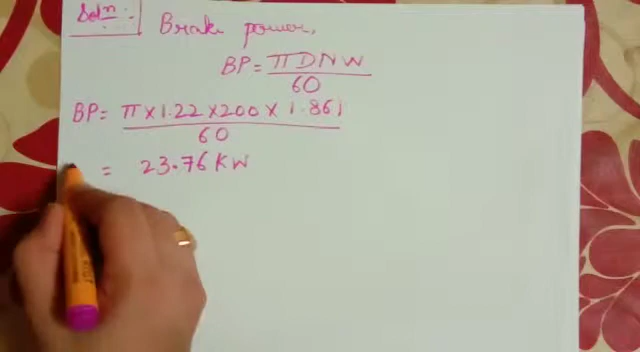 Soln:
Brake power,
BP = πDNW / 60
BP = π × 1.22 × 200 × 1.861 / 60
= 23.76 KW